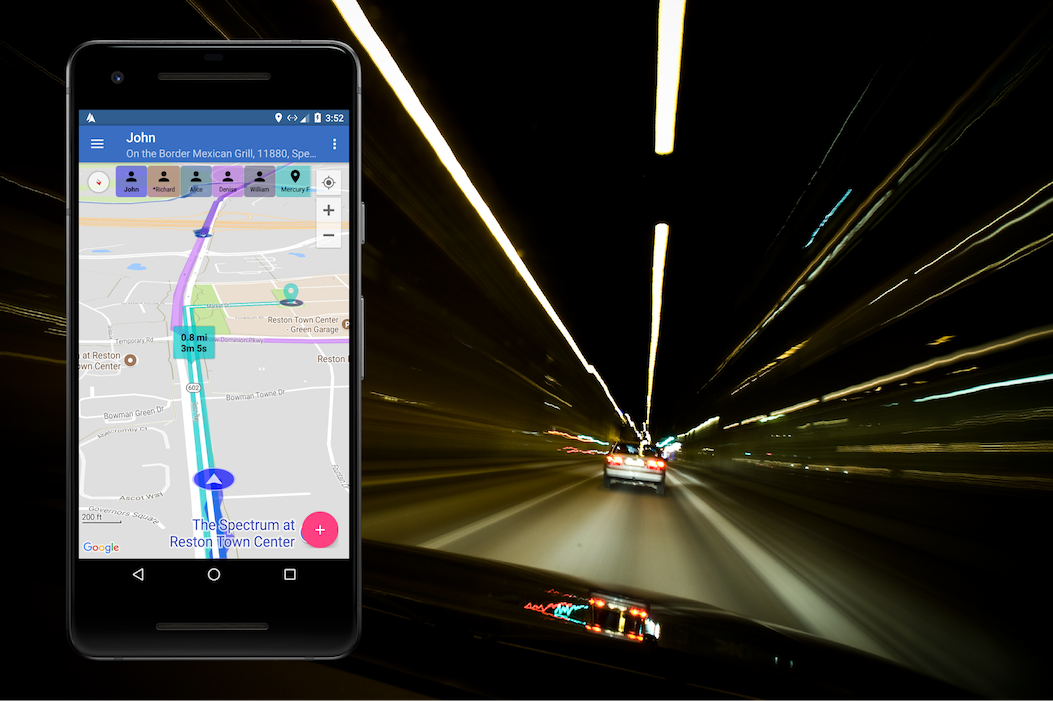 3:52
John
On the Border Mexican Grill, 11880, Spe...
John
*Richard
Alice
Denise
William
Mercury F
Market St
Reston Town Center
- Green Garage
P
0.8 mi
3m 5s
Temporary Rd
New Dominion Pkwy
n at Reston
own Center
Reston
602
Bowman Towne Dr
Bowman Green Dr
Ascot Way
Governors Square
Fountain Dr
200 ft
The Spectrum at
Reston Town Center
+
Google